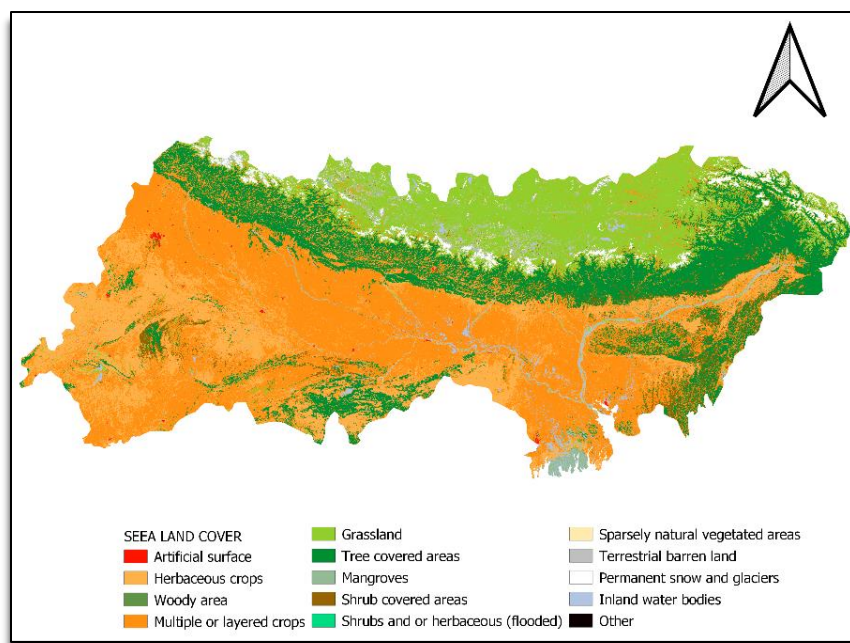 SEEA LAND COVER
Artificial surface
Herbaceous crops
Woody area
Multiple or layered crops
Grassland
Tree covered areas
Mangroves
Shrub covered areas
Shrubs and or herbaceous (flooded)
Sparsely natural vegetated areas
Terrestrial barren land
Permanent snow and glaciers
Inland water bodies
Other